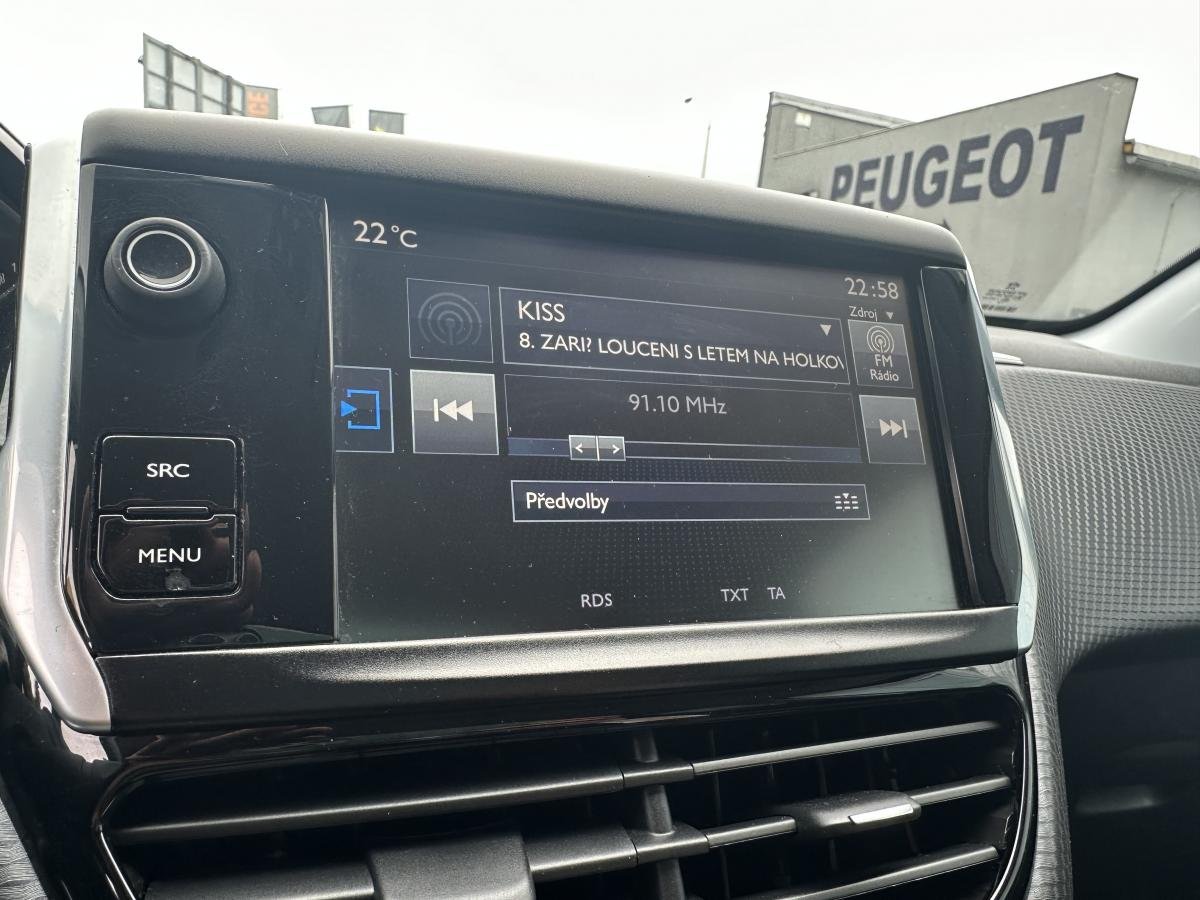 PEUGEOT
22°C
22:58
KISS
8. ZARI? LOUCENI S LETEM NA HOLKOV
Zdroj
FM
Rádio
91.10 MHz
SRC
Předvolby
MENU
RDS TXT TA